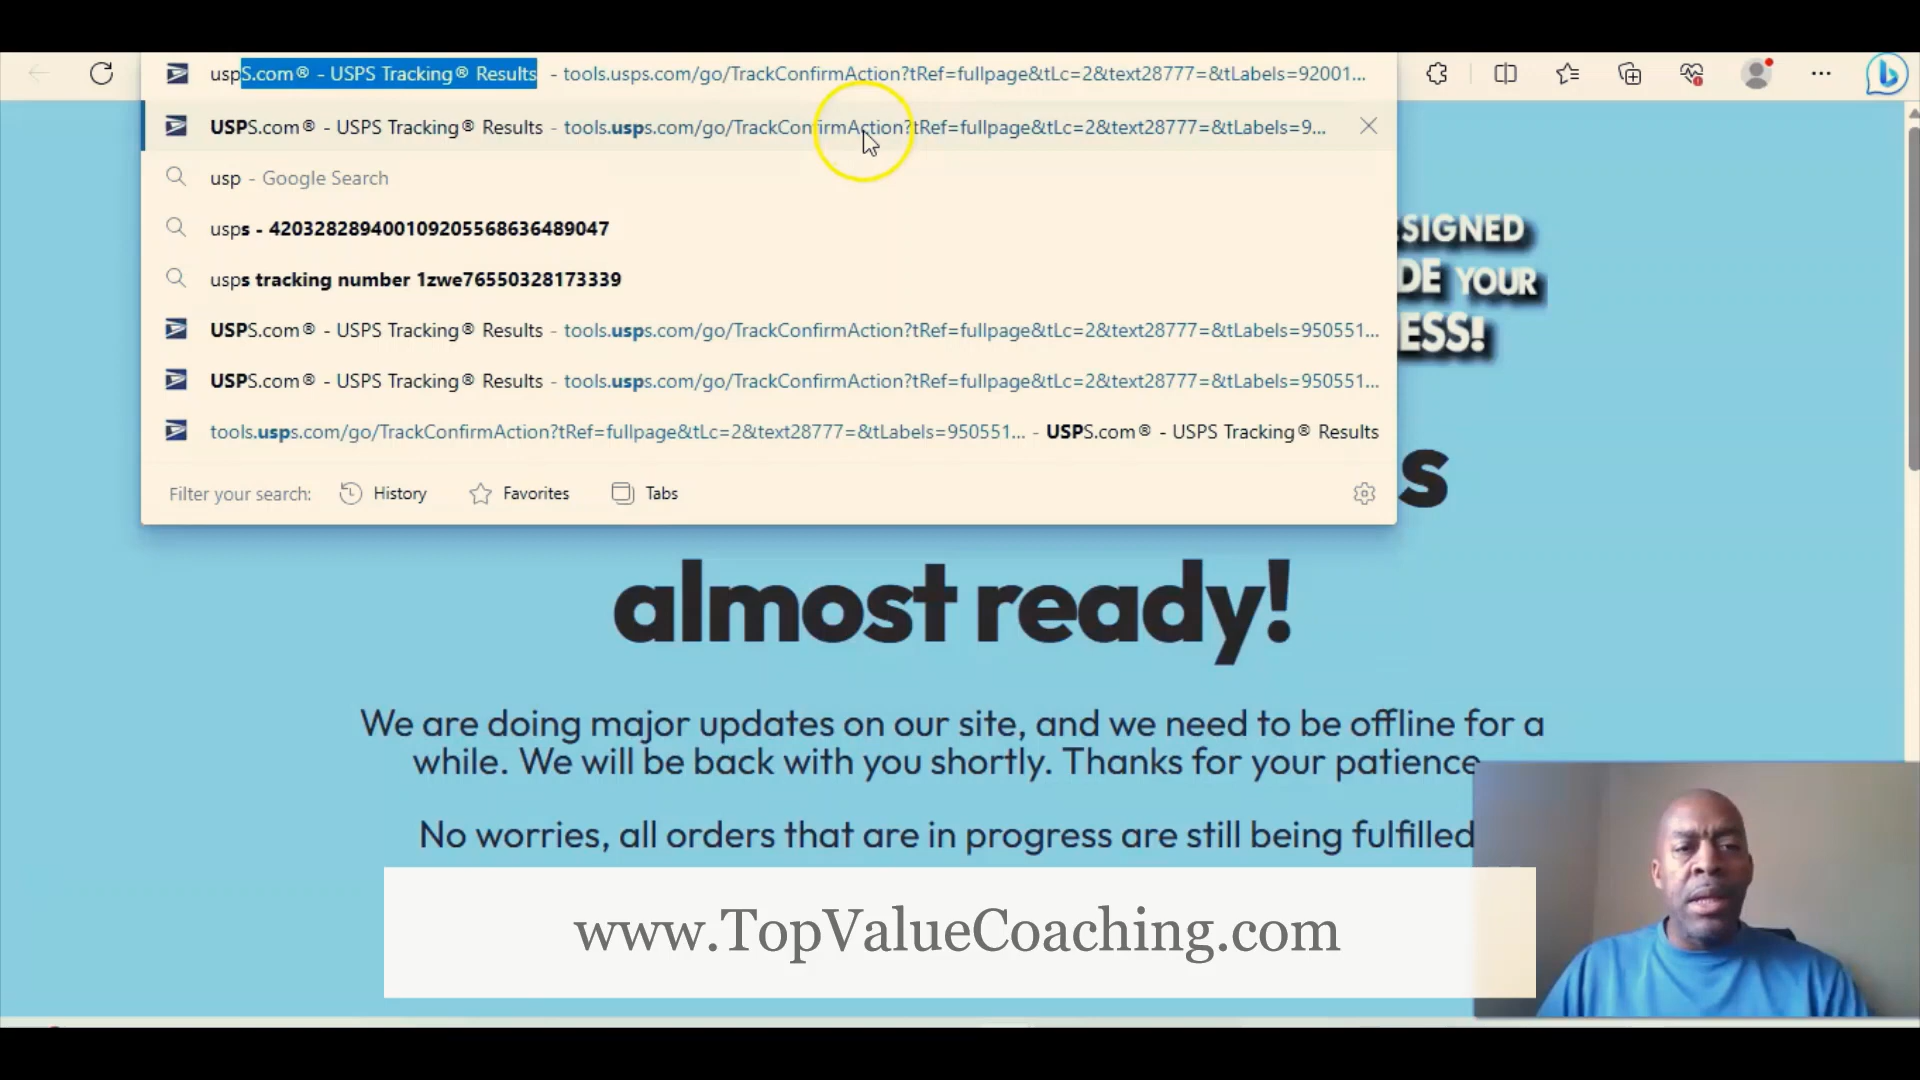 uspS.com® - USPS Tracking® Results - tools.usps.com/go/TrackConfirmAction?tRef=fullpage&tLc=2&text28777=&tLabels=92001...
USPS.com® - USPS Tracking® Results - tools.usps.com/go/TrackConfirmAction?tRef=fullpage&tLc=2&text28777=&tLabels=9...
usp - Google Search
usps - 420328289400109205568636489047
usps tracking number 1zwe76550328173339
USPS.com® - USPS Tracking® Results - tools.usps.com/go/TrackConfirmAction?tRef=fullpage&tLc=2&text28777=&tLabels=950551...
USPS.com® - USPS Tracking® Results - tools.usps.com/go/TrackConfirmAction?tRef=fullpage&tLc=2&text28777=&tLabels=950551...
tools.usps.com/go/TrackConfirmAction?tRef=fullpage&tLc=2&text28777=&tLabels=950551... - USPS.com® - USPS Tracking® Results
Filter your search: History Favorites Tabs
SIGNED
DE YOUR
ESS!
s
almost ready!
We are doing major updates on our site, and we need to be offline for a
while. We will be back with you shortly. Thanks for your patience
No worries, all orders that are in progress are still being fulfilled
www.TopValueCoaching.com